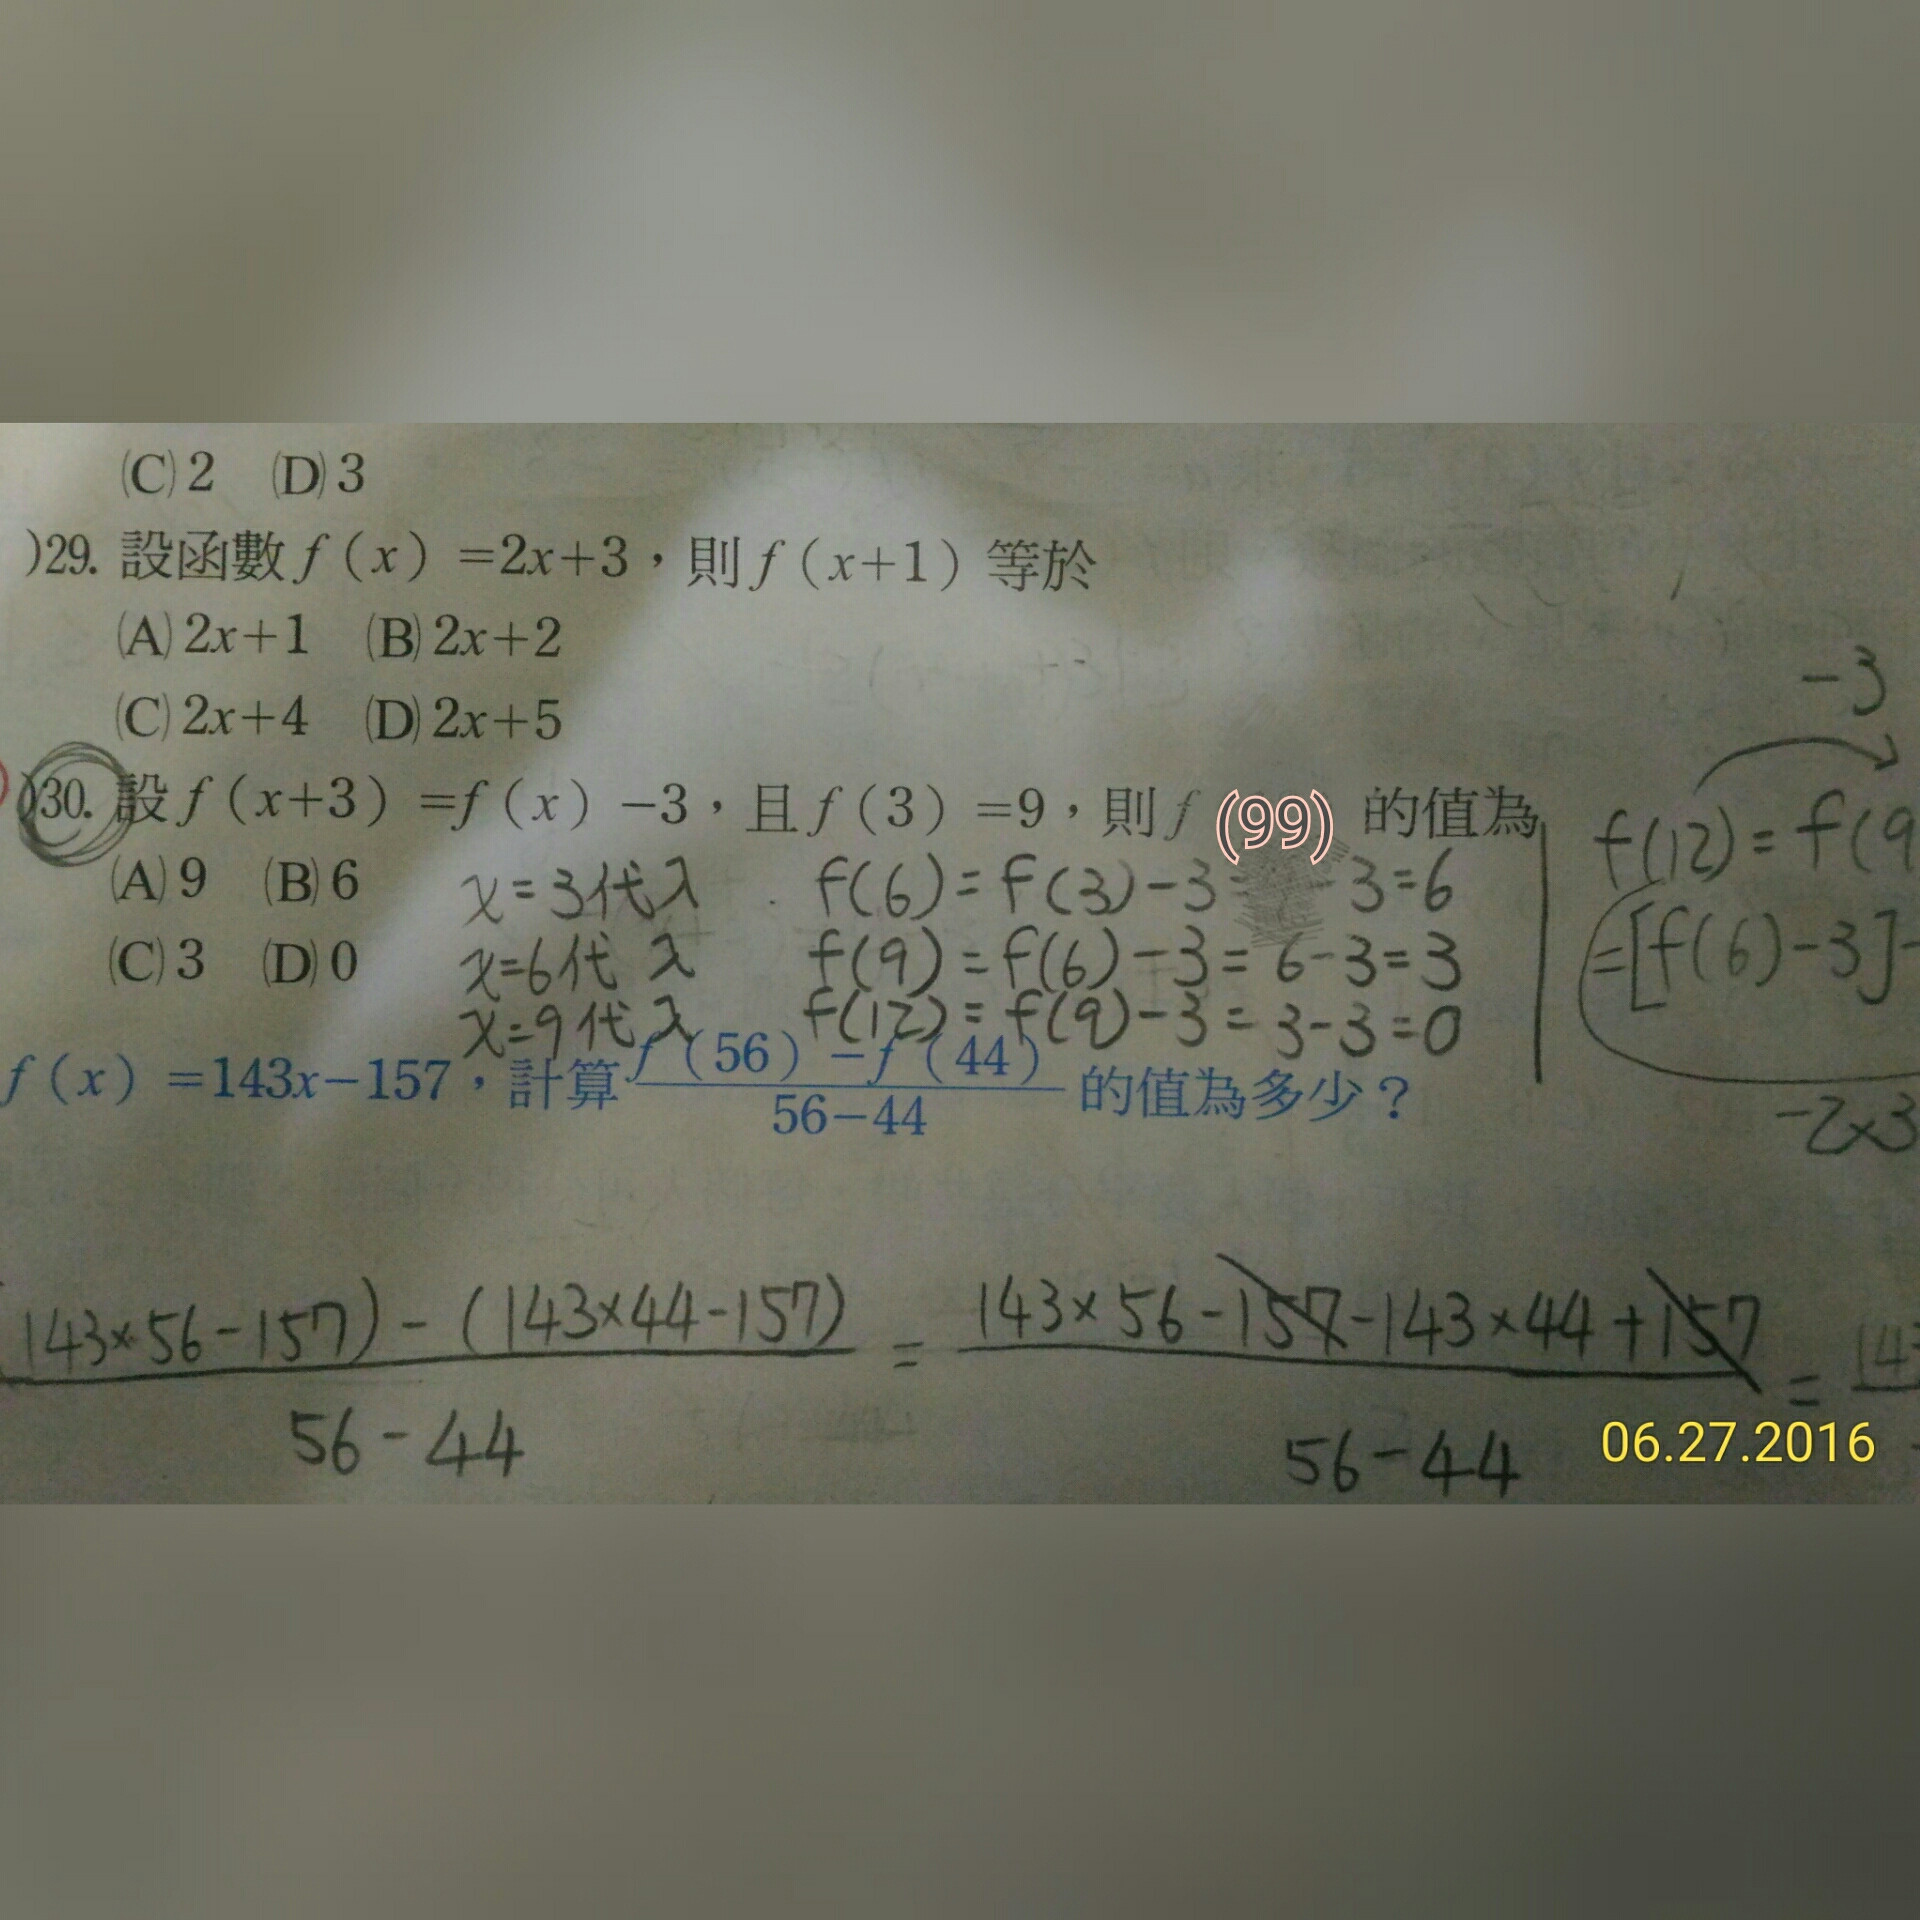 (C) 2 (D) 3
)29. 設函數 f (x) =2x+3，則 f (x+1) 等於
(A) 2x+1 (B) 2x+2
(C) 2x+4 (D) 2x+5
)30. 設 f (x+3) =f (x) −3，且 f (3) =9，則 f (99) 的值為
(A) 9 (B) 6
(C) 3 (D) 0
x=3代入 f(6)=f(3)-3= -3=6
x=6代入 f(9)=f(6)-3=6-3=3
x=9代入 f(12)=f(9)-3=3-3=0
-3
f(12)=f(9
=[f(6)-3]-
-2×3
f (x) =143x−157，計算 f (56) −f (44) / 56−44 的值為多少？
143×56-157)-(143×44-157) = 143×56-157-143×44+157 =
56-44 56-44
06.27.2016